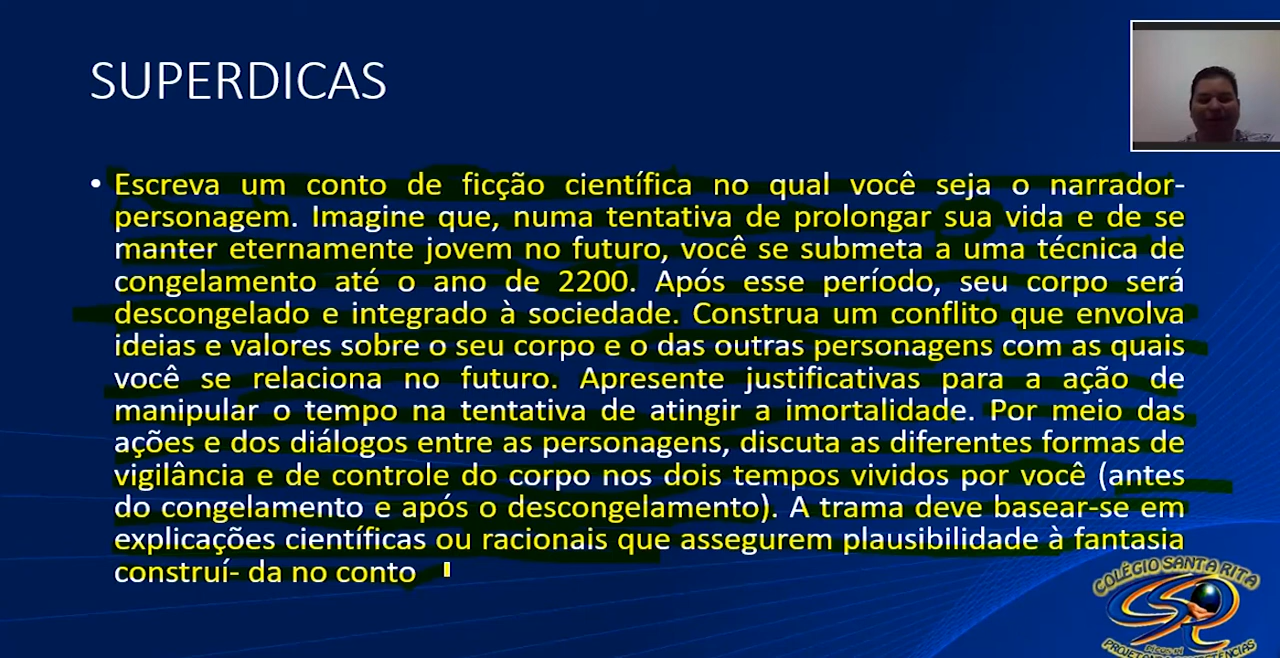 SUPERDICAS
• Escreva um conto de ficção científica no qual você seja o narrador-
personagem. Imagine que, numa tentativa de prolongar sua vida e de se
manter eternamente jovem no futuro, você se submeta a uma técnica de
congelamento até o ano de 2200. Após esse período, seu corpo será
descongelado e integrado à sociedade. Construa um conflito que envolva
ideias e valores sobre o seu corpo e o das outras personagens com as quais
você se relaciona no futuro. Apresente justificativas para a ação de
manipular o tempo na tentativa de atingir a imortalidade. Por meio das
ações e dos diálogos entre as personagens, discuta as diferentes formas de
vigilância e de controle do corpo nos dois tempos vividos por você (antes
do congelamento e após o descongelamento). A trama deve basear-se em
explicações científicas ou racionais que assegurem plausibilidade à fantasia
construí- da no conto
COLÉGIO SANTA RITA